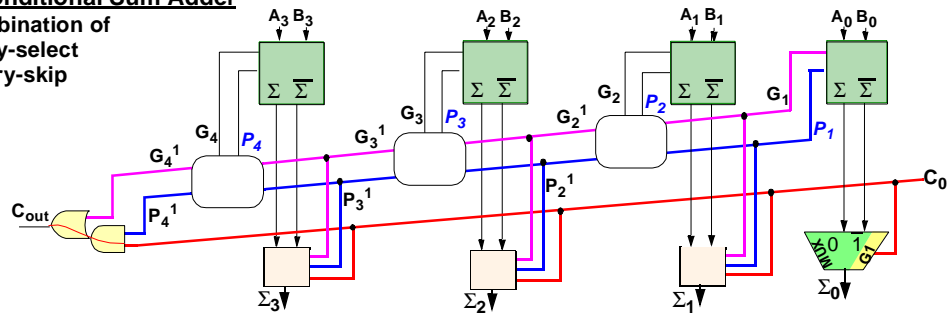 onditional Sum Adder
bination of
y-select
ry-skip
A3 B3
A2 B2
A1 B1
A0 B0
Σ Σ̅
Σ Σ̅
Σ Σ̅
Σ Σ̅
G4
P4
G3
P3
G2
P2
G1
P1
G4¹
G3¹
G2¹
P4¹
P3¹
P2¹
C0
Cout
MUX 0 1̅ G1
Σ3
Σ2
Σ1
Σ0